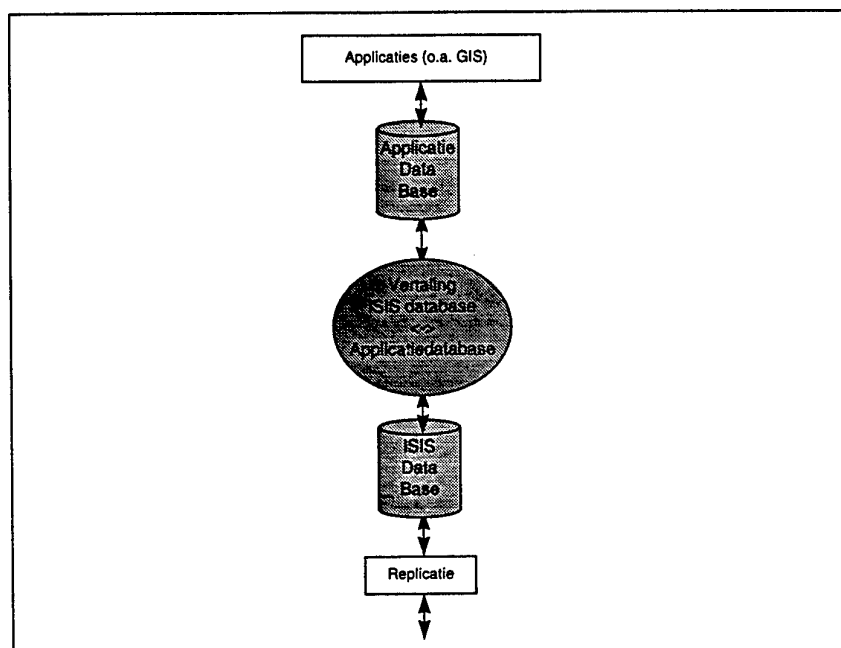 Applicaties (o.a. GIS)
Applicatie
Data
Base
Vertaling
ISIS database
<->
Applicatiedatabase
ISIS
Data
Base
Replicatie